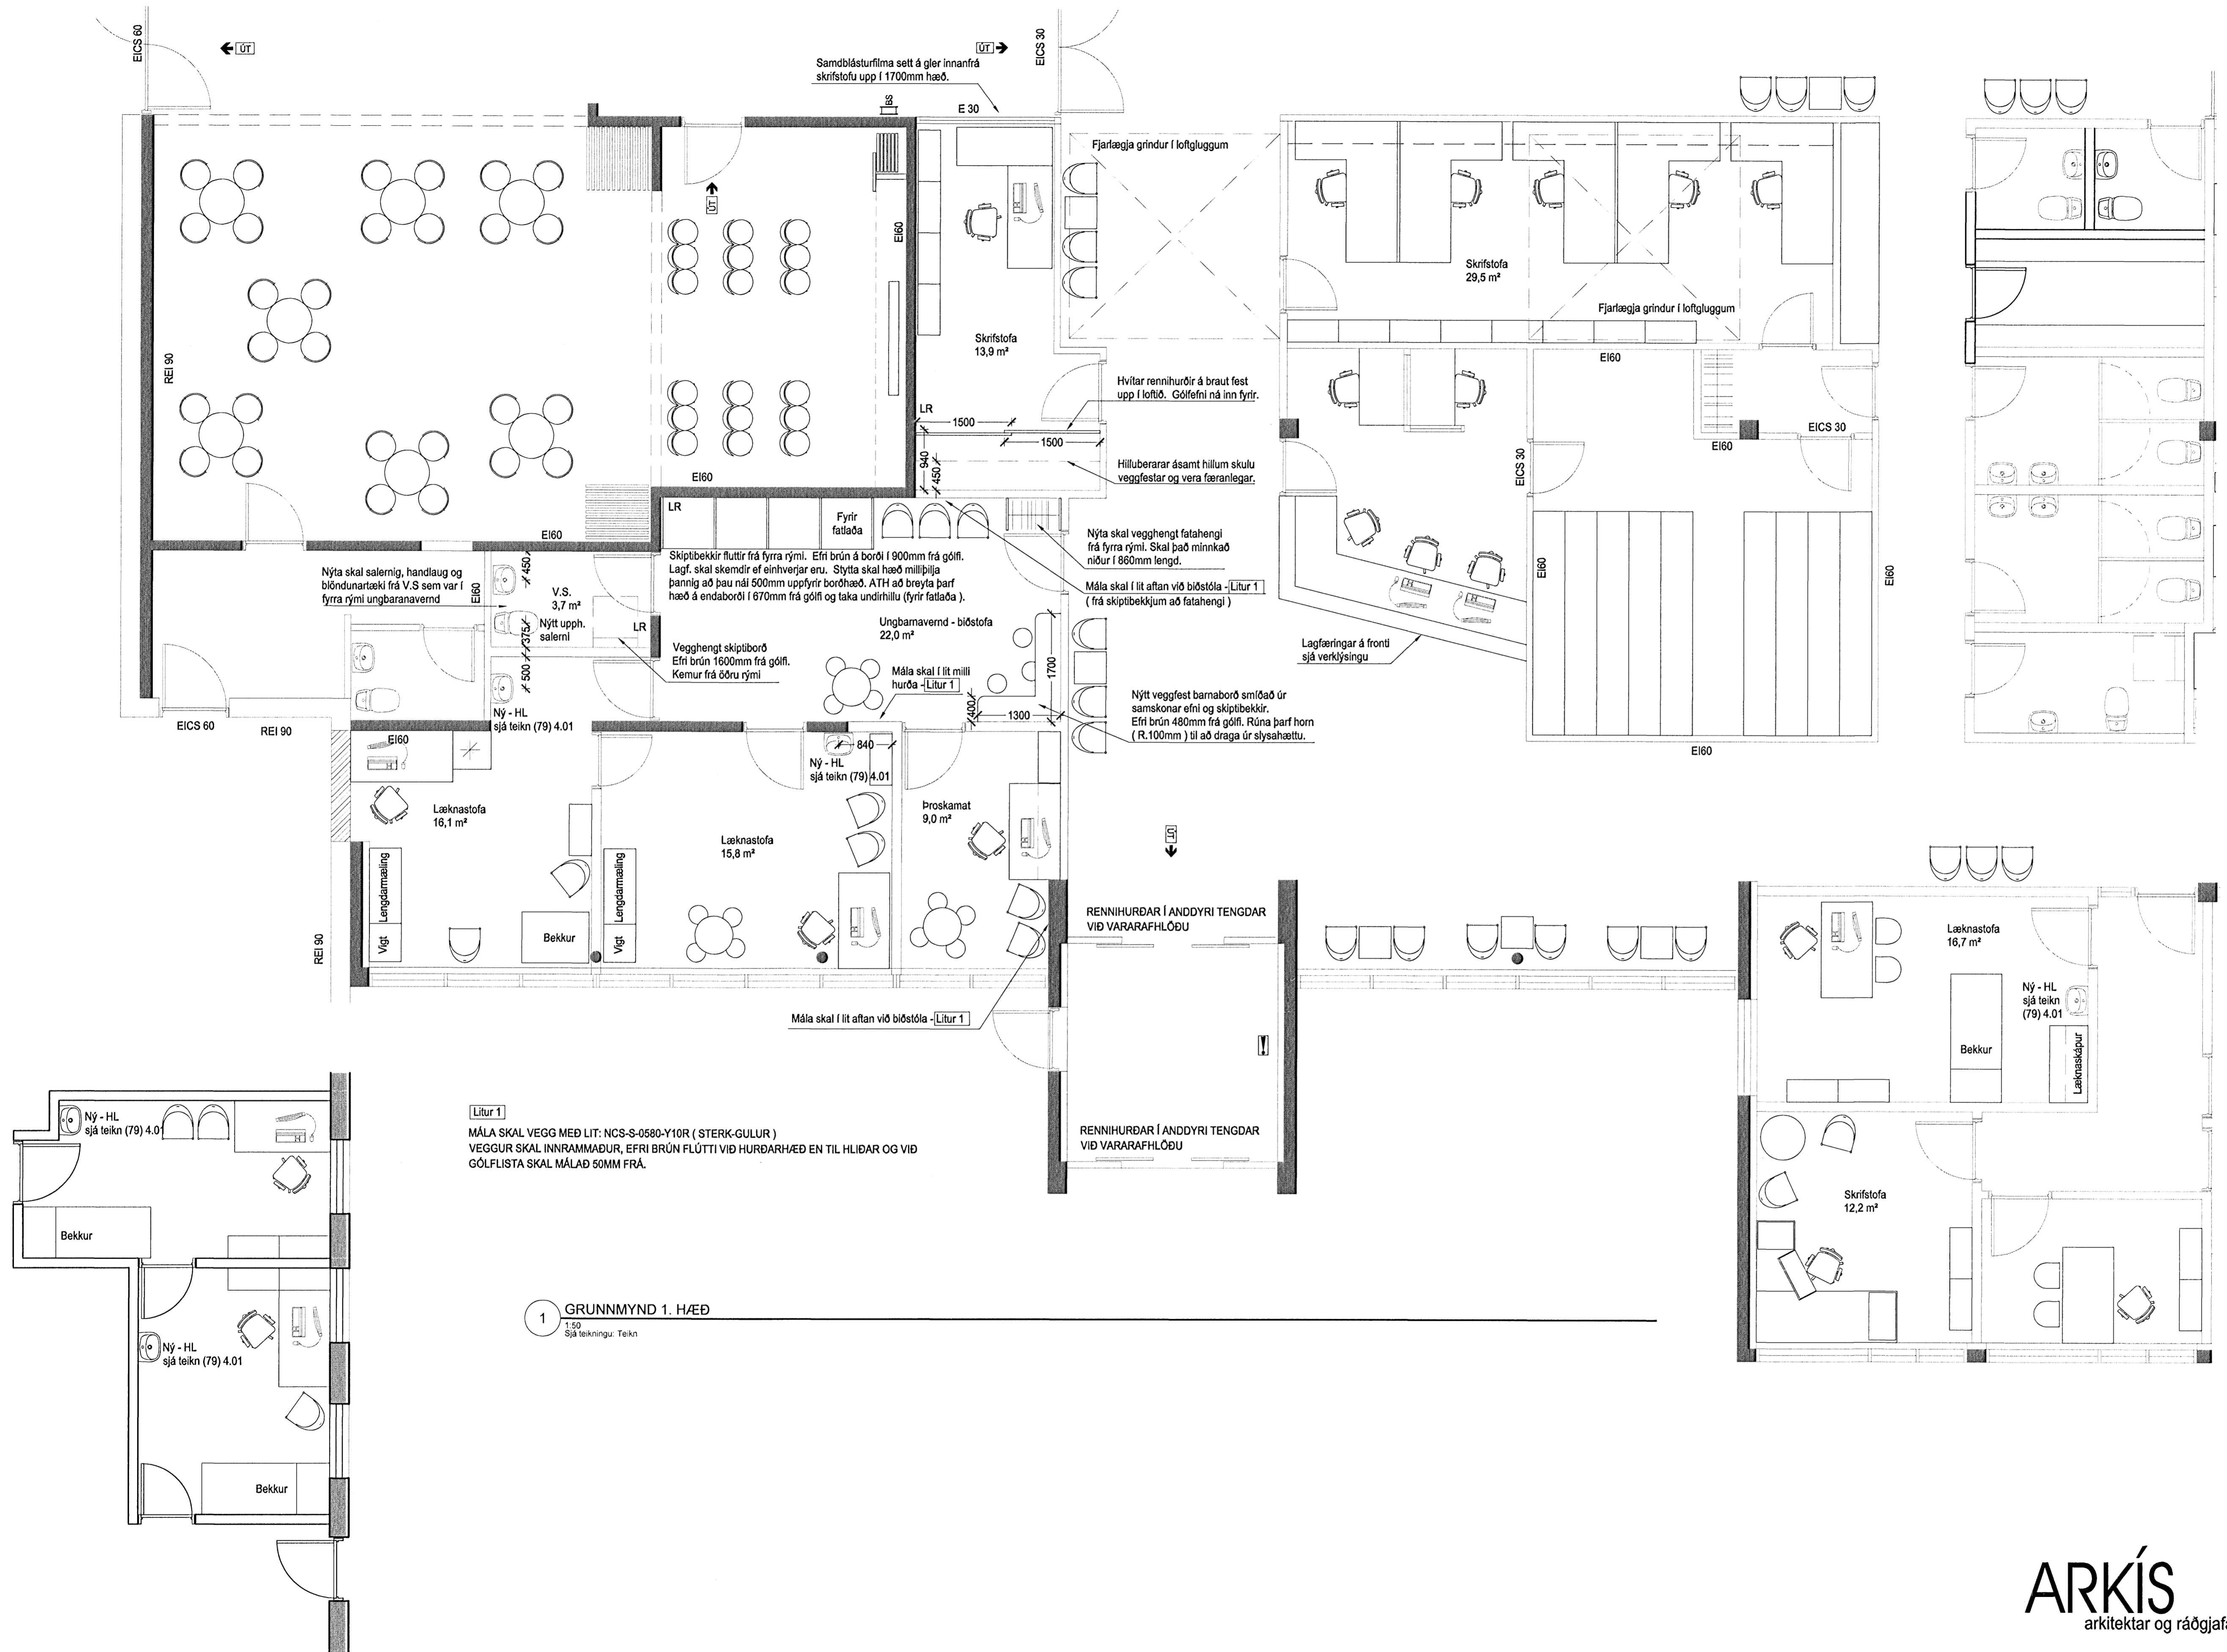 EICS 60
ÚT
ÚT
EICS 30
Samdblásturfilma sett á gler innanfrá
skrifstofu upp í 1700mm hæð.
BS
E 30
Fjarlægja grindur í loftgluggum
ÚT
EI60
Skrifstofa
29,5 m²
Fjarlægja grindur í loftgluggum
Skrifstofa
13,9 m²
EI60
REI 90
Hvítar rennihurðir á braut fest
upp í loftið. Gólfefni ná inn fyrir.
LR
1500
1500
940
450
EICS 30
EI60
EICS 30
Hilluberarar ásamt hillum skulu
veggfestar og vera færanlegar.
EI60
LR
Fyrir
fatlaða
EI60
Nýta skal vegghengt fatahengi
frá fyrra rými. Skal það minnkað
niður í 860mm lengd.
Skiptibekkir fluttir frá fyrra rými. Efri brún á borði í 900mm frá gólfi.
Lagf. skal skemdir ef einhverjar eru. Stytta skal hæð milliþilja
þannig að þau nái 500mm uppfyrir borðhæð. ATH að breyta þarf
hæð á endaborði í 670mm frá gólfi og taka undirhillu (fyrir fatlaða ).
Nýta skal salernig, handlaug og
blöndunartæki frá V.S sem var í
fyrra rými ungbaranavernd
EI60
450
V.S.
3,7 m²
Nýtt upph.
salerni
375
500
LR
Mála skal í lit aftan við biðstóla - Litur 1
( frá skiptibekkjum að fatahengi )
EI60
EI60
Ungbarnavernd - biðstofa
22,0 m²
Vegghengt skiptiborð
Efri brún 1600mm frá gólfi.
Kemur frá öðru rými
Lagfæringar á fronti
sjá verklýsingu
Mála skal í lit milli
hurða - Litur 1
1700
400
1300
Nýtt veggfest barnaborð smíðað úr
samskonar efni og skiptibekkir.
Efri brún 480mm frá gólfi. Rúna þarf horn
( R.100mm ) til að draga úr slysahættu.
EICS 60
REI 90
Ný - HL
sjá teikn (79) 4.01
EI60
EI60
840
Ný - HL
sjá teikn (79) 4.01
Læknastofa
16,1 m²
Læknastofa
15,8 m²
Þroskamat
9,0 m²
ÚT
Lengdarmæling
Vigt
Lengdarmæling
Vigt
Bekkur
REI 90
RENNIHURÐAR Í ANDDYRI TENGDAR
VIÐ VARARAFHLÖÐU
Læknastofa
16,7 m²
Ný - HL
sjá teikn
(79) 4.01
Bekkur
Læknaskápur
Mála skal í lit aftan við biðstóla - Litur 1
!
Ný - HL
sjá teikn (79) 4.01
Litur 1
MÁLA SKAL VEGG MEÐ LIT: NCS-S-0580-Y10R ( STERK-GULUR )
VEGGUR SKAL INNRAMMAÐUR, EFRI BRÚN FLÚTTI VIÐ HURÐARHÆÐ EN TIL HLIÐAR OG VIÐ
GÓLFLISTA SKAL MÁLAÐ 50MM FRÁ.
RENNIHURÐAR Í ANDDYRI TENGDAR
VIÐ VARARAFHLÖÐU
Skrifstofa
12,2 m²
Bekkur
1
GRUNNMYND 1. HÆÐ
1:50
Sjá teikningu: Teikn
Ný - HL
sjá teikn (79) 4.01
Bekkur
ARKÍS
arkitektar og ráðgjafa